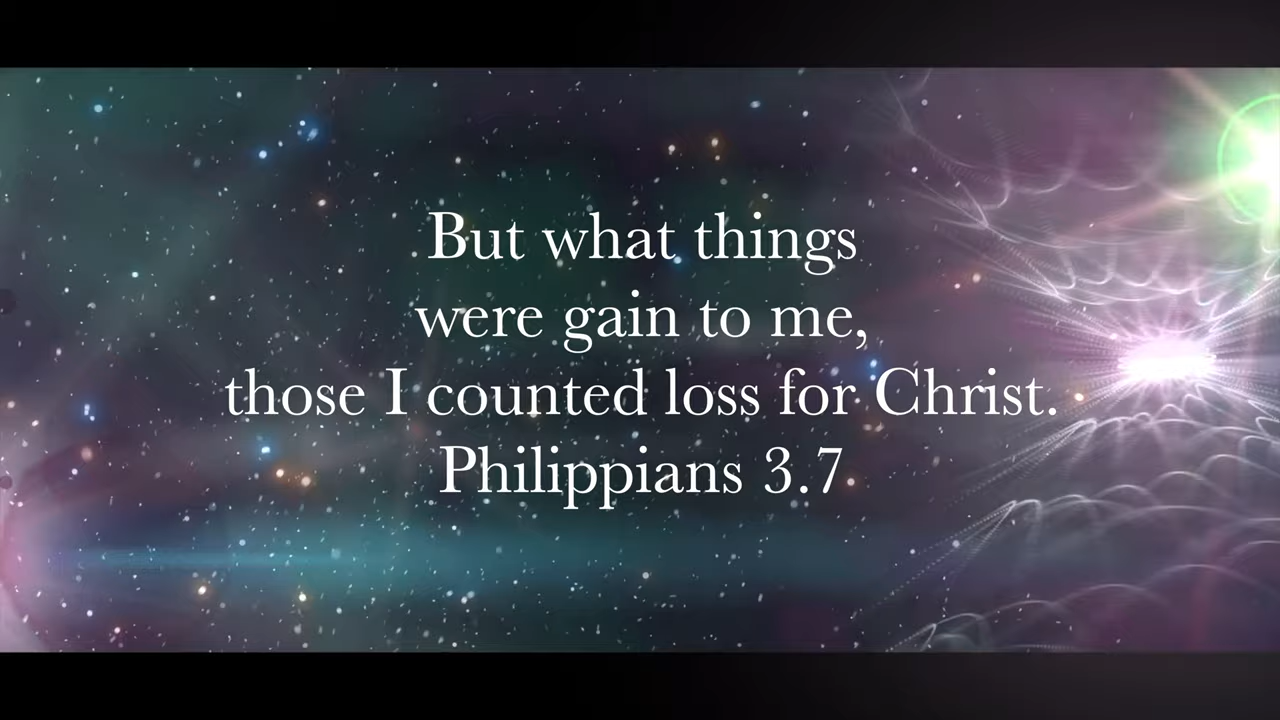 But what things
were gain to me,
those I counted loss for Christ.
Philippians 3.7